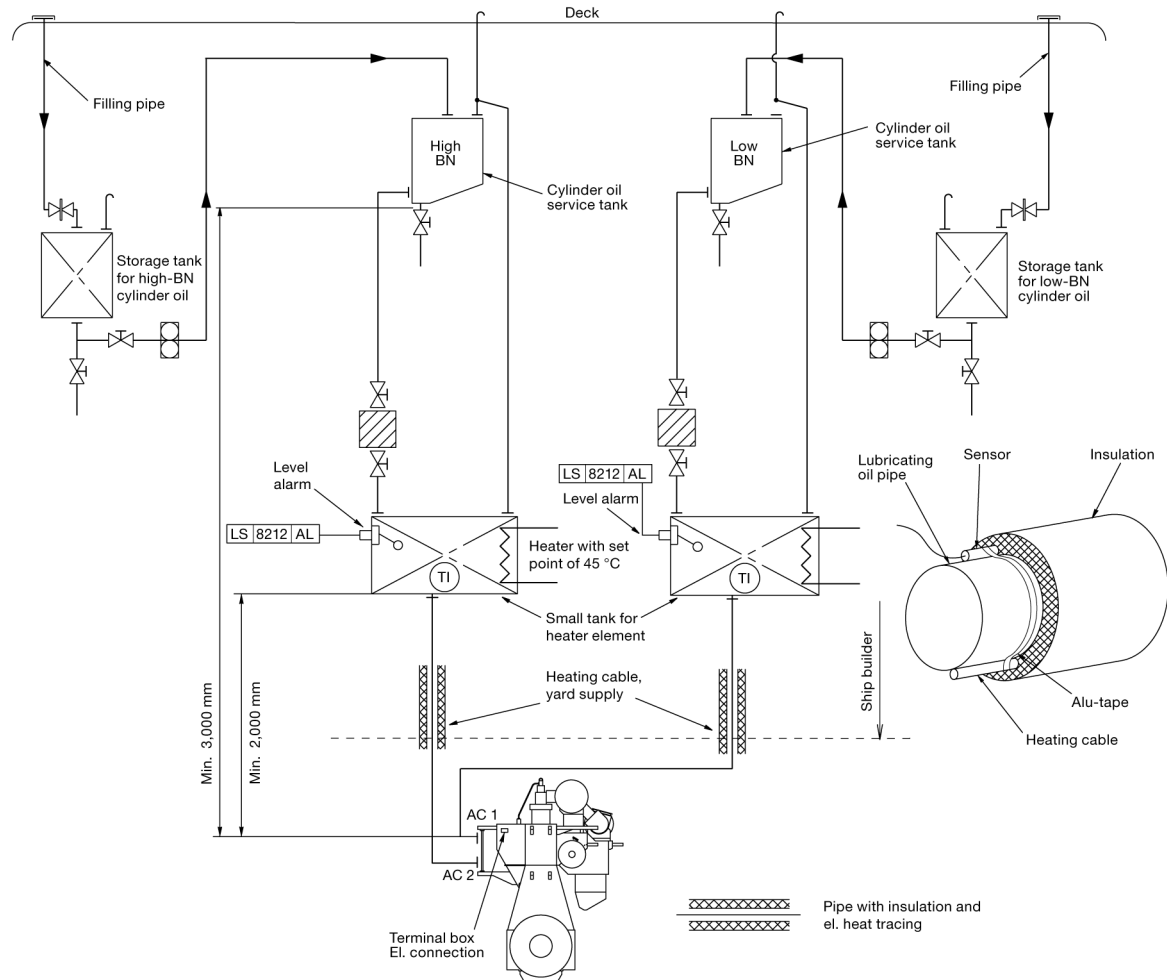 Deck
Filling pipe
Filling pipe
High
BN
Low
BN
Cylinder oil
service tank
Cylinder oil
service tank
Storage tank
for high-BN
cylinder oil
Storage tank
for low-BN
cylinder oil
Level
alarm
LS 8212 AL
LS 8212 AL
Level alarm
Lubricating
oil pipe
Sensor
Insulation
Heater with set
point of 45 °C
TI
TI
Small tank for
heater element
Heating cable,
yard supply
Ship builder
Alu-tape
Heating cable
Min. 3,000 mm
Min. 2,000 mm
AC 1
AC 2
Terminal box
El. connection
Pipe with insulation and
el. heat tracing